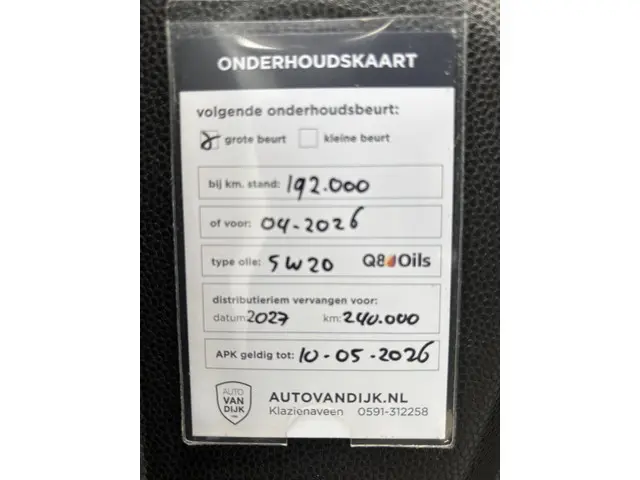 ONDERHOUDSKAART
volgende onderhoudsbeurt:
grote beurt kleine beurt
bij km. stand: 192.000
of voor: 04-2026
type olie: 5W20 Q8 Oils
distributieriem vervangen voor:
datum: 2027 km: 240.000
APK geldig tot: 10-05-2026
AUTO
VAN
DIJK
AUTOVANDIJK.NL
Klazienaveen 0591-312258